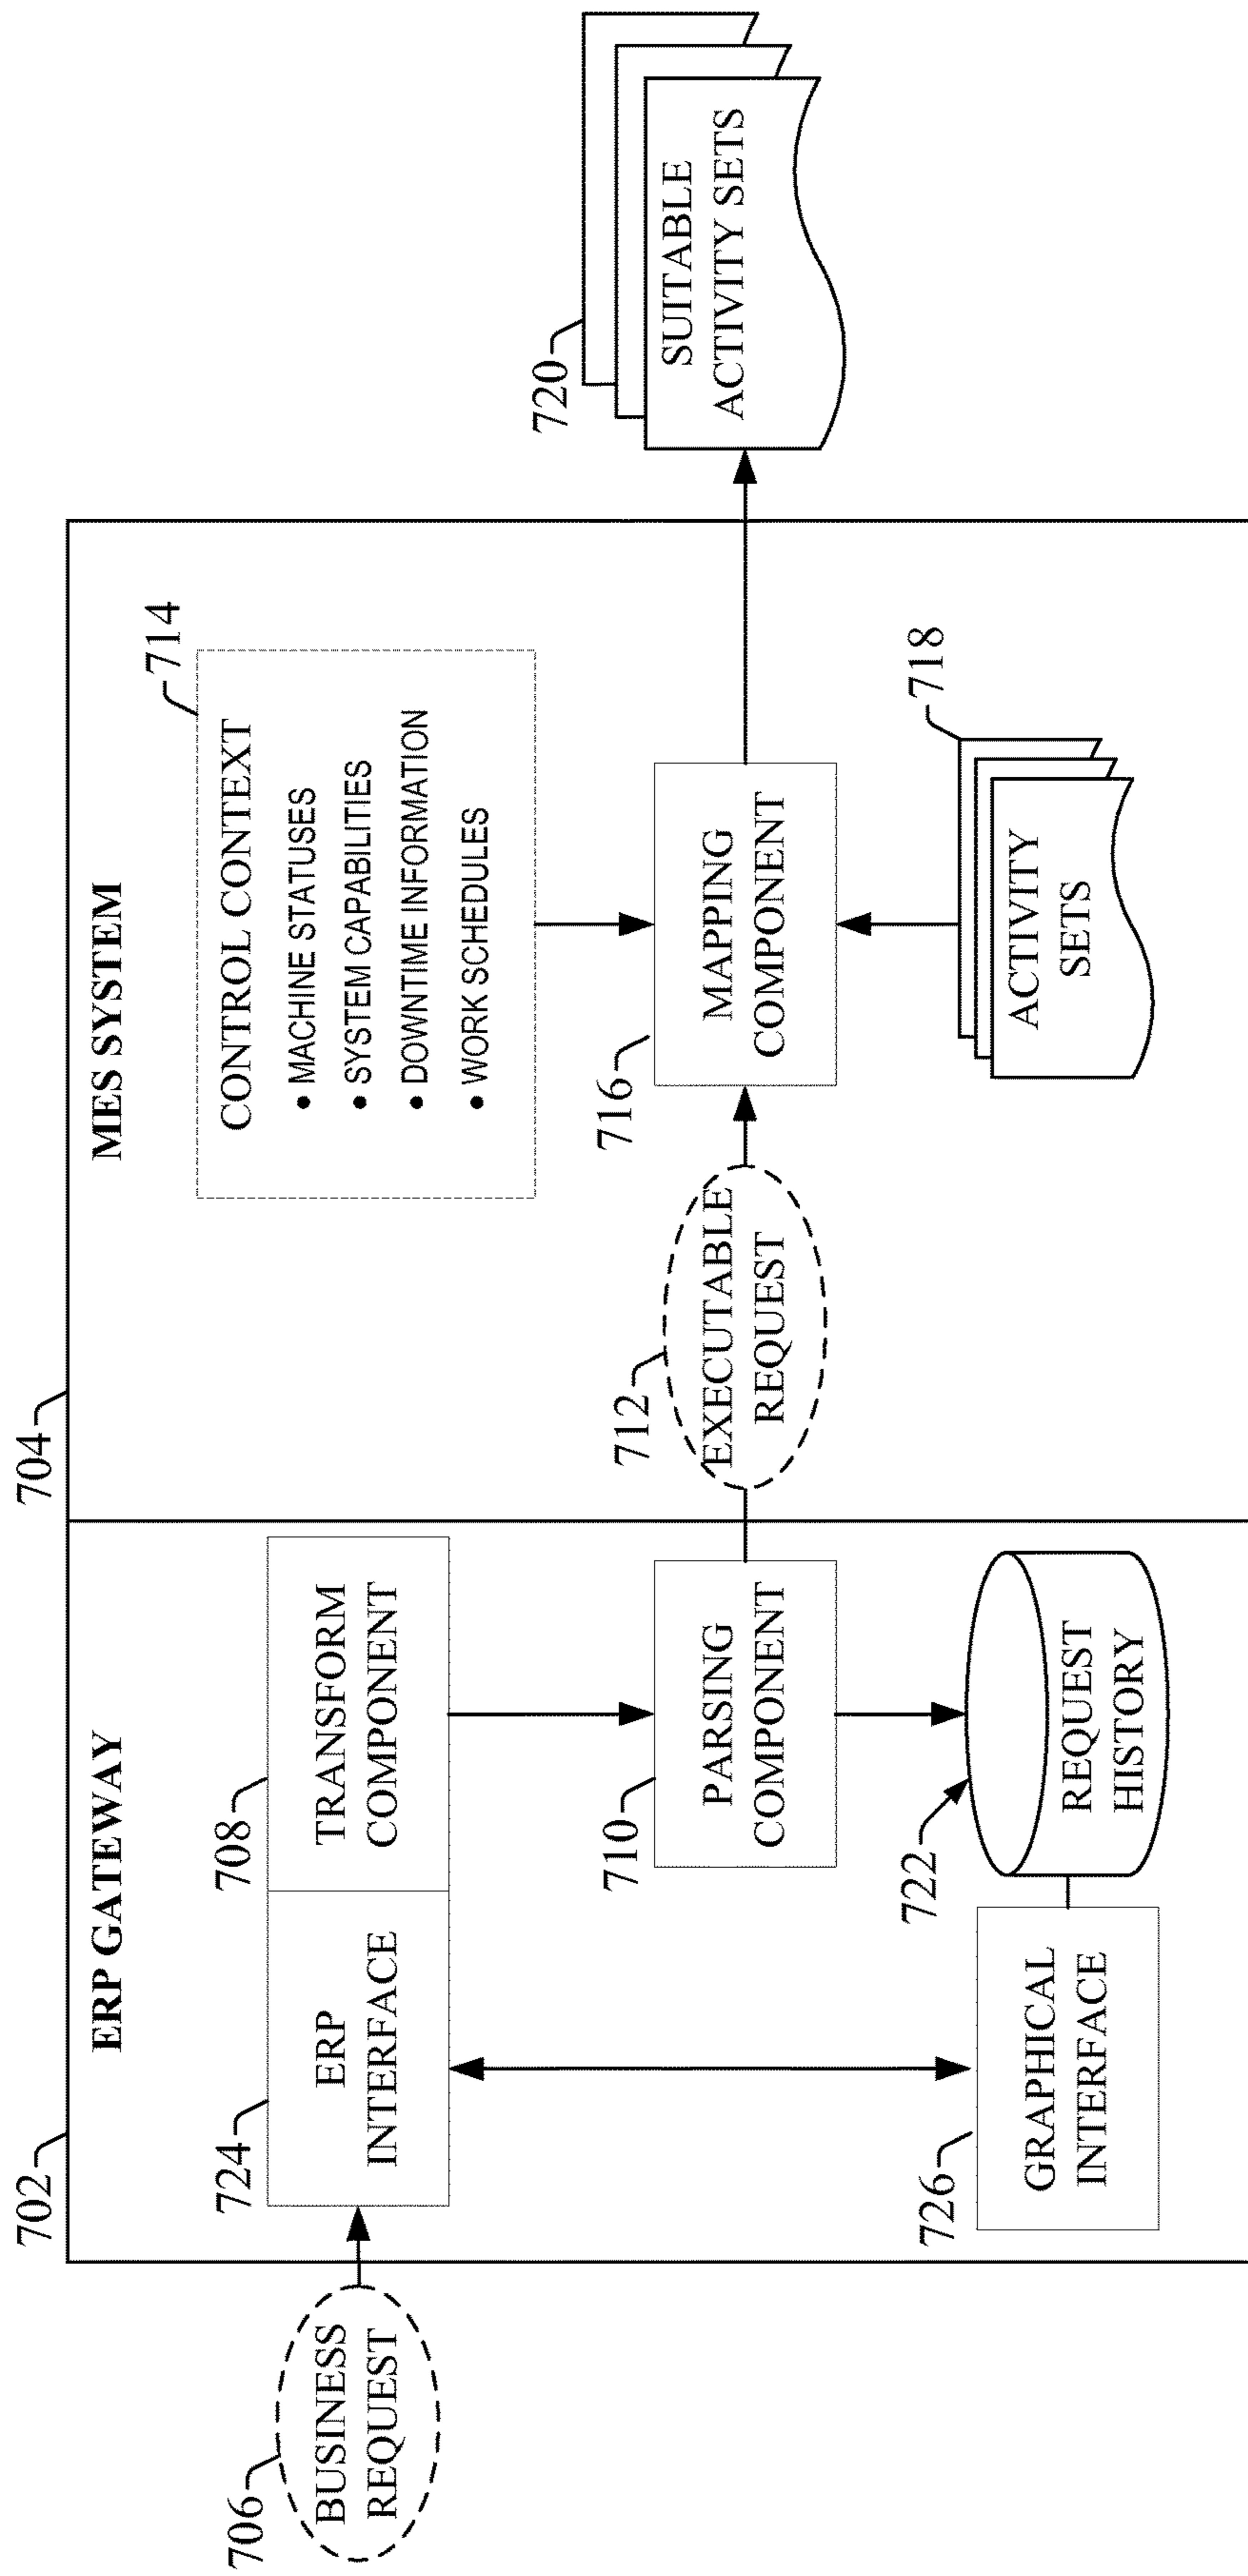 702
704
ERP GATEWAY
MES SYSTEM
706
BUSINESS
REQUEST
724
ERP
INTERFACE
708
TRANSFORM
COMPONENT
710
PARSING
COMPONENT
722
REQUEST
HISTORY
726
GRAPHICAL
INTERFACE
712
EXECUTABLE
REQUEST
714
CONTROL CONTEXT
• MACHINE STATUSES
• SYSTEM CAPABILITIES
• DOWNTIME INFORMATION
• WORK SCHEDULES
716
MAPPING
COMPONENT
718
ACTIVITY
SETS
720
SUITABLE
ACTIVITY SETS